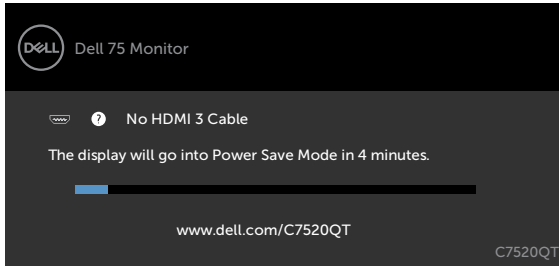 DELL
Dell 75 Monitor
? No HDMI 3 Cable
The display will go into Power Save Mode in 4 minutes.
www.dell.com/C7520QT
C7520QT